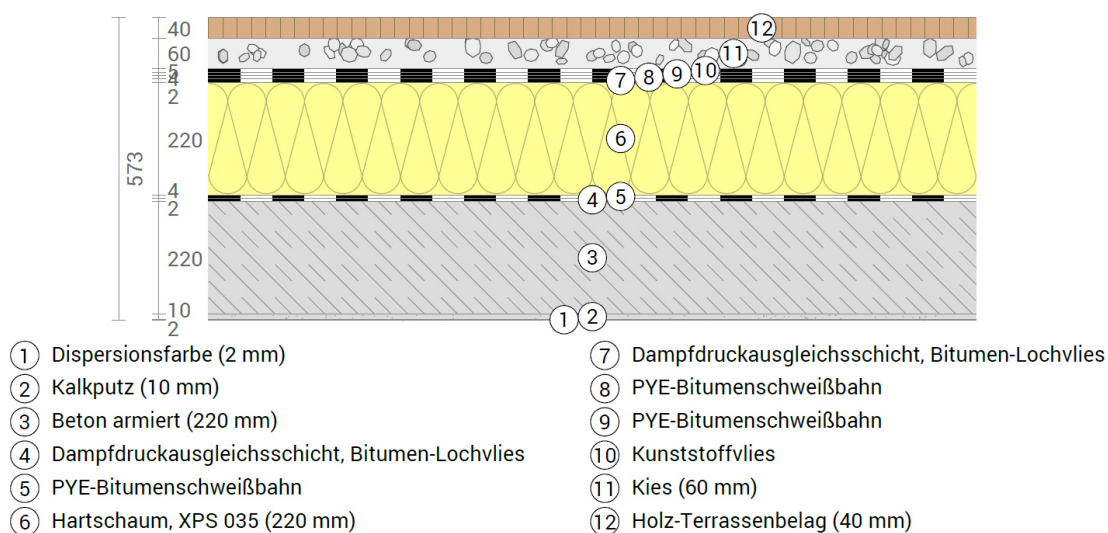 40
60
5
4
2
2
220
4
2
220
10
2
573
12
11
10
9
8
7
6
5
4
3
2
1
1 Dispersionsfarbe (2 mm)
2 Kalkputz (10 mm)
3 Beton armiert (220 mm)
4 Dampfdruckausgleichsschicht, Bitumen-Lochvlies
5 PYE-Bitumenschweißbahn
6 Hartschaum, XPS 035 (220 mm)
7 Dampfdruckausgleichsschicht, Bitumen-Lochvlies
8 PYE-Bitumenschweißbahn
9 PYE-Bitumenschweißbahn
10 Kunststoffvlies
11 Kies (60 mm)
12 Holz-Terrassenbelag (40 mm)